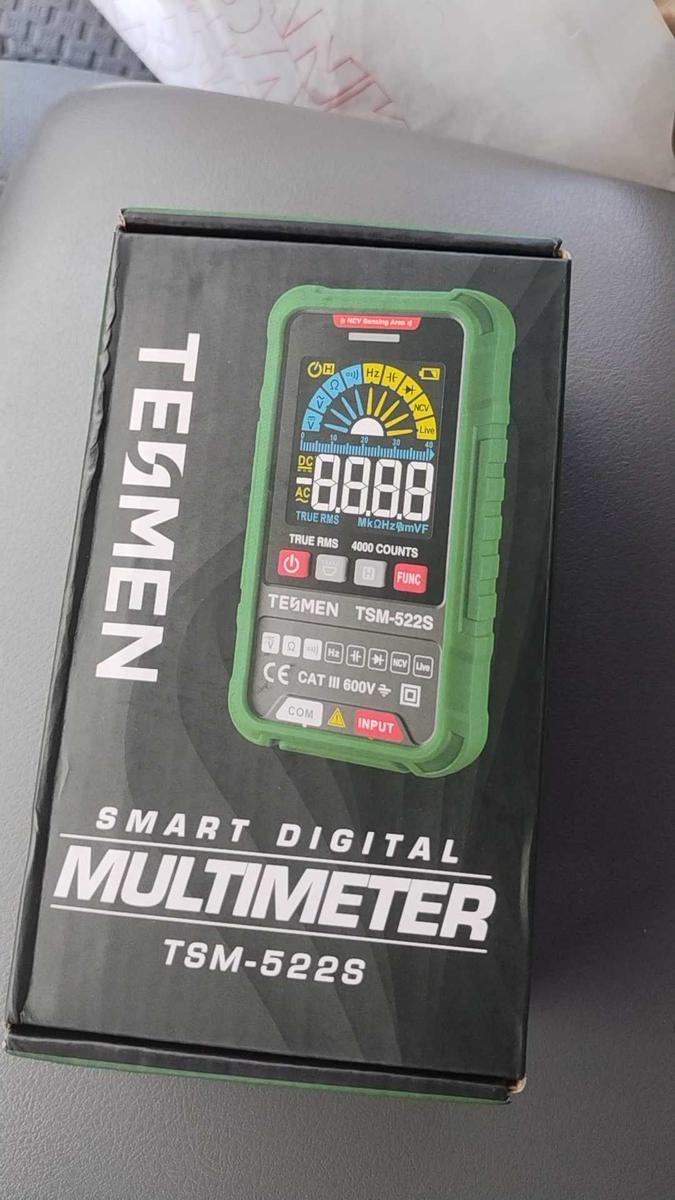 TESMEN
NCV Sensing Area
H Hz NCV Live
0 10 20 30 40
DC
-8.8.8.8
AC
TRUE RMS MkΩHz%mVF
TRUE RMS 4000 COUNTS
H FUNC
TESMEN TSM-522S
V Ω Hz NCV Live
CE CAT III 600V
COM INPUT
SMART DIGITAL
MULTIMETER
TSM-522S